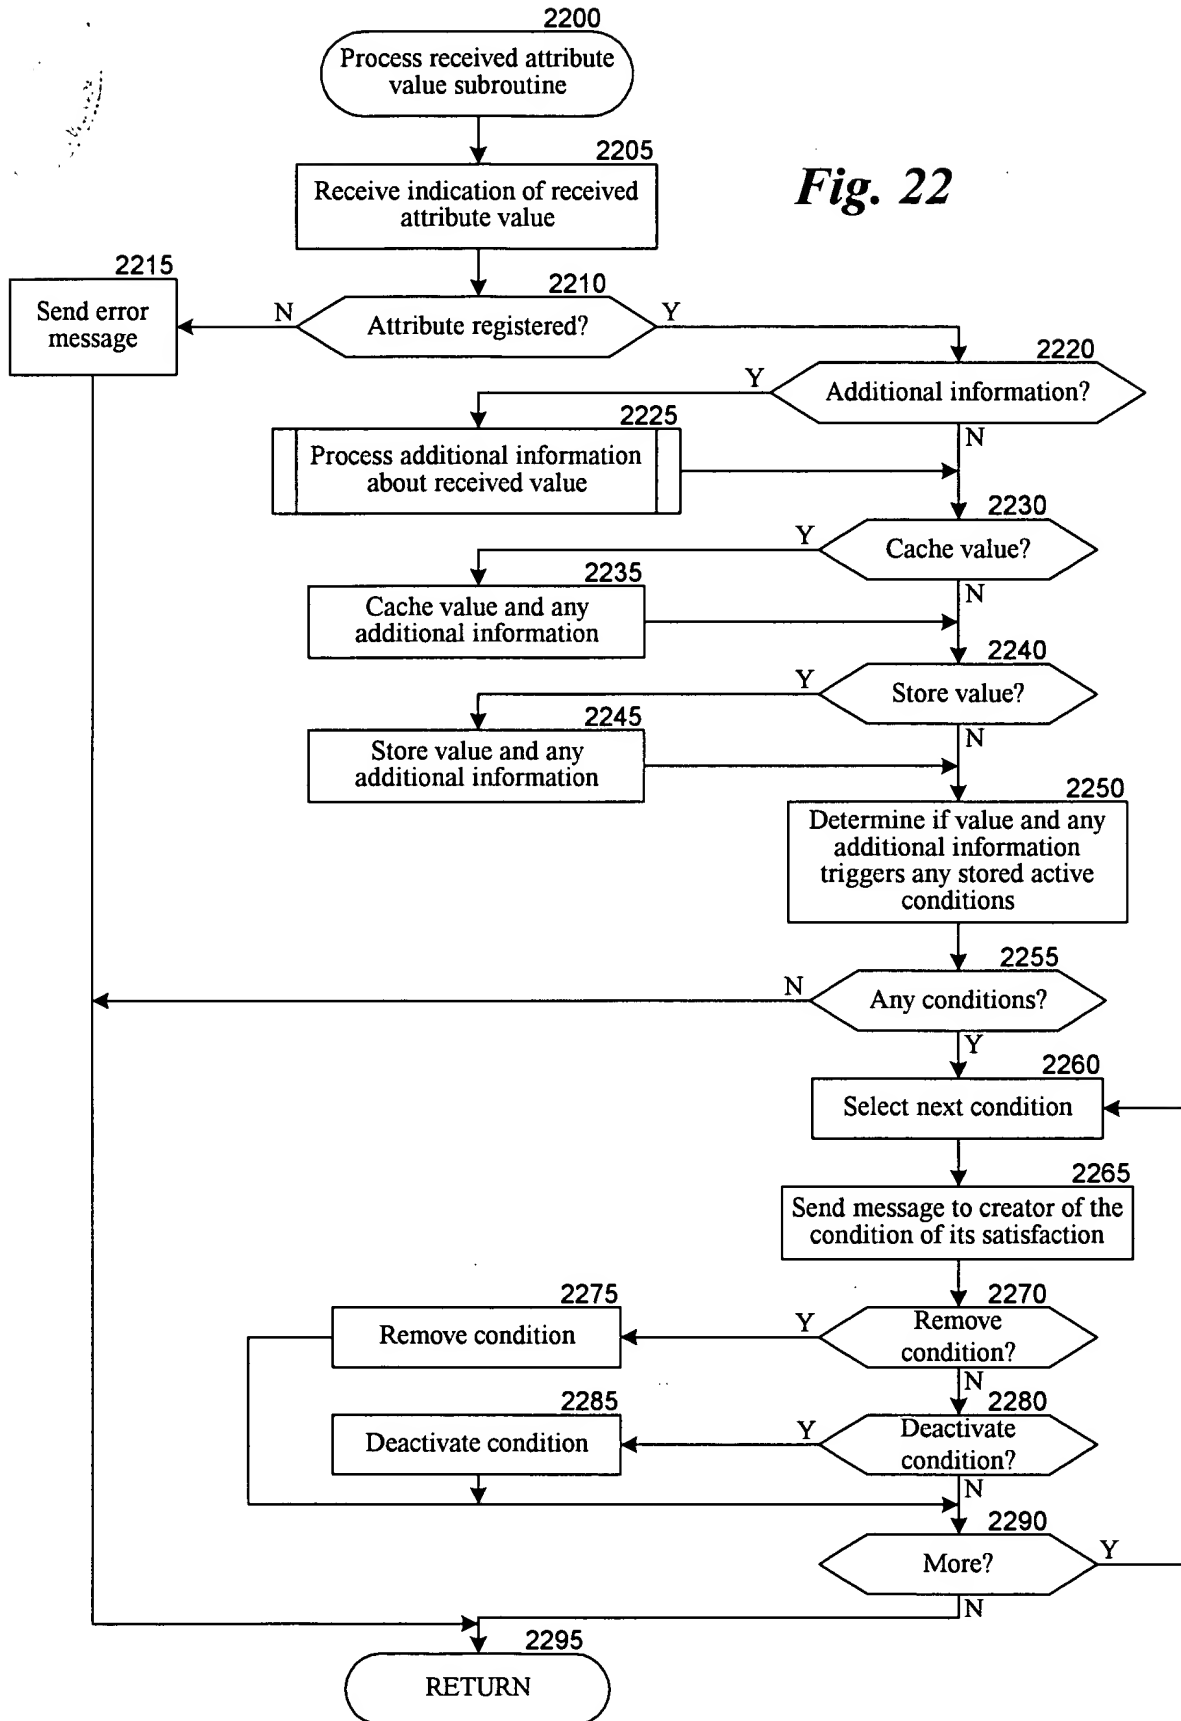 2200
Process received attribute
value subroutine
2205
Receive indication of received
attribute value
Fig. 22
2215
Send error
message
N
2210
Attribute registered?
Y
2220
Additional information?
Y
N
2225
Process additional information
about received value
2230
Cache value?
Y
N
2235
Cache value and any
additional information
2240
Store value?
Y
N
2245
Store value and any
additional information
2250
Determine if value and any
additional information
triggers any stored active
conditions
2255
Any conditions?
N
Y
2260
Select next condition
2265
Send message to creator of the
condition of its satisfaction
2270
Remove
condition?
Y
N
2275
Remove condition
2280
Deactivate
condition?
Y
N
2285
Deactivate condition
2290
More?
Y
N
2295
RETURN